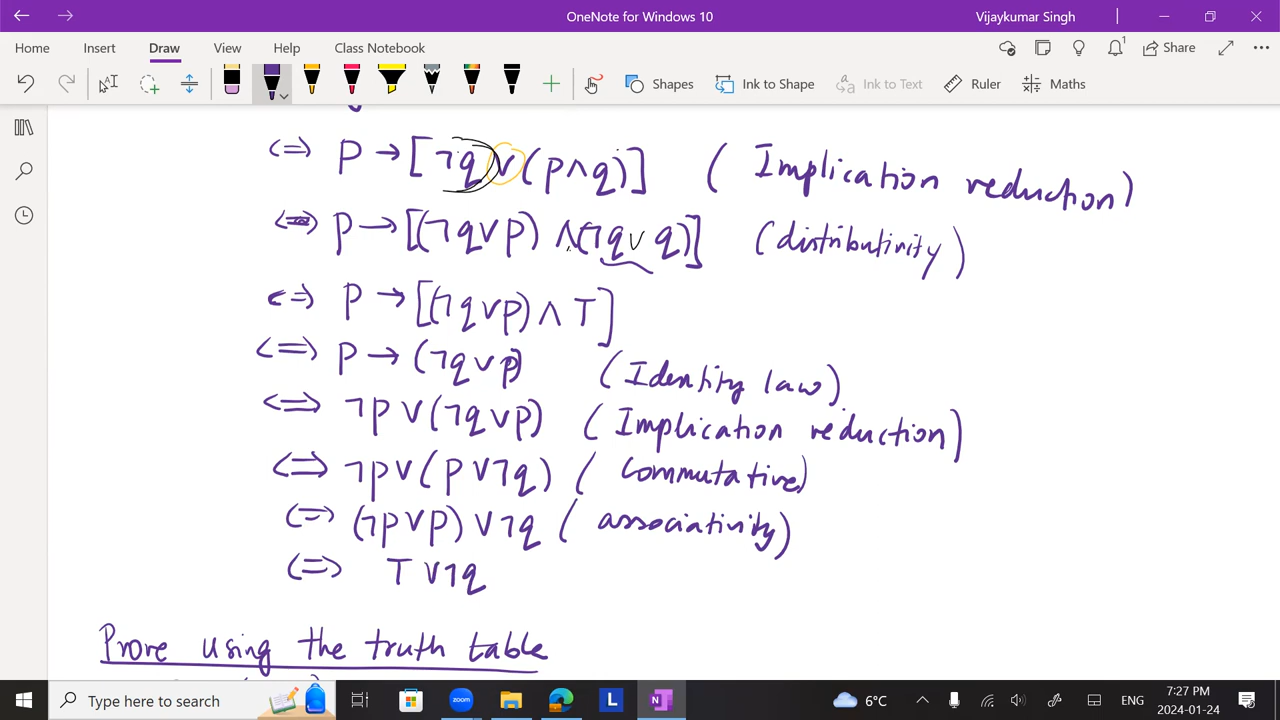 OneNote for Windows 10
Vijaykumar Singh
Home Insert Draw View Help Class Notebook
Share
Shapes Ink to Shape Ink to Text Ruler Maths
⟺ p → [¬q ∨ (p ∧ q)] ( Implication reduction)
⟺ p → [(¬q ∨ p) ∧ (¬q ∨ q)] (distributivity)
⟺ p → [(¬q ∨ p) ∧ T]
⟺ p → (¬q ∨ p) (Identity law)
⟺ ¬p ∨ (¬q ∨ p) ( Implication reduction)
⟺ ¬p ∨ (p ∨ ¬q) ( Commutative)
⟺ (¬p ∨ p) ∨ ¬q ( associativity)
⟺ T ∨ ¬q
Prove using the truth table
Type here to search
zoom
L
N
6°C
ENG
7:27 PM
2024-01-24